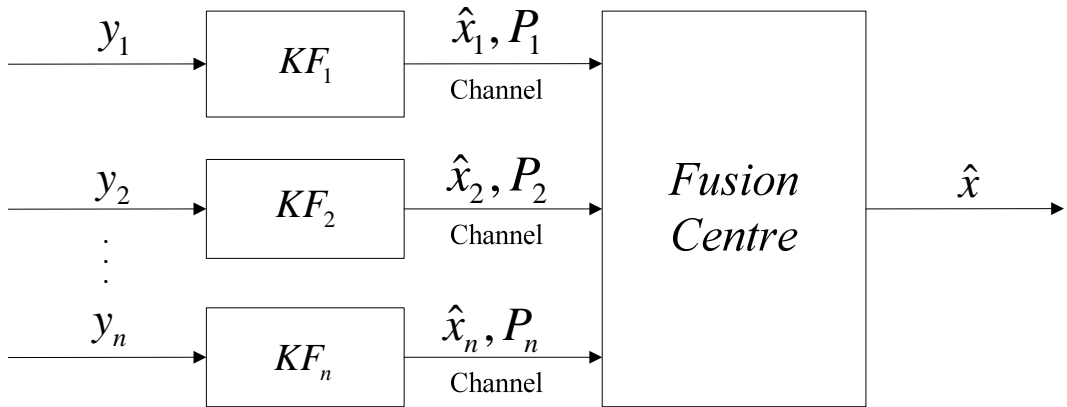 y₁
KF₁
x̂₁, P₁
Channel
y₂
KF₂
x̂₂, P₂
Channel
Fusion
Centre
x̂
.
.
.
yₙ
KFₙ
x̂ₙ, Pₙ
Channel